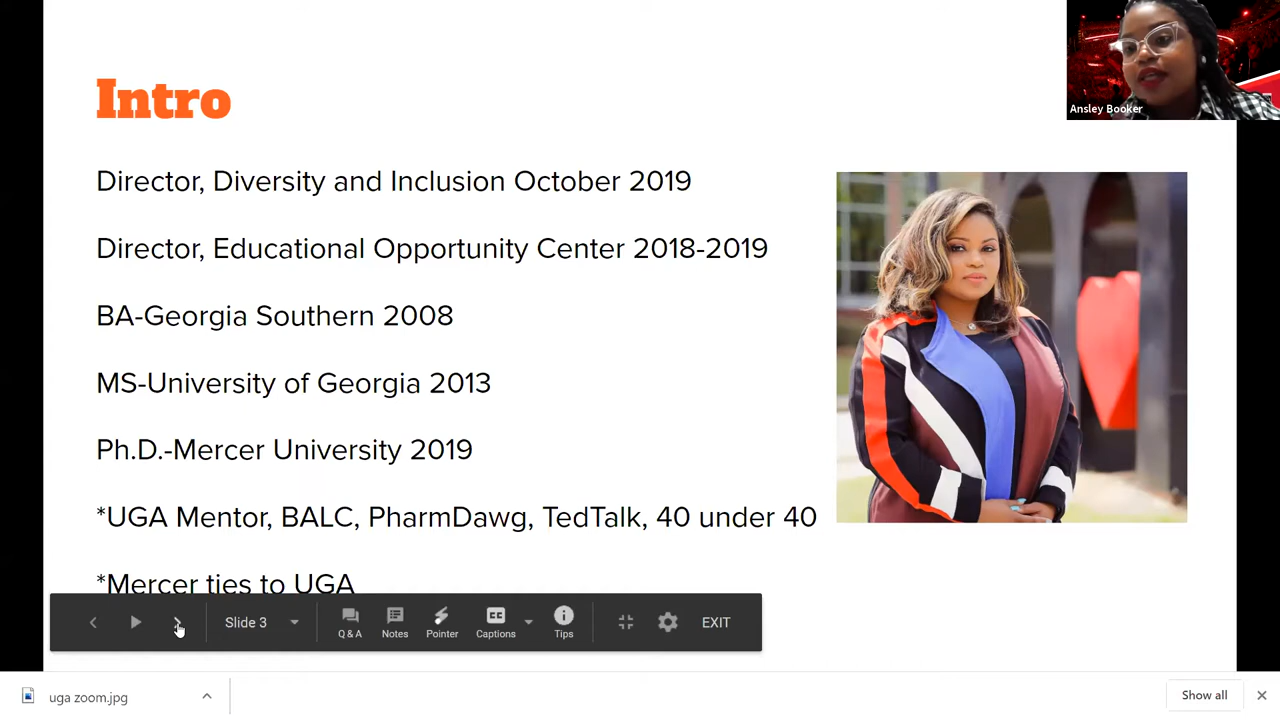 Intro
Ansley Booker
Director, Diversity and Inclusion October 2019
Director, Educational Opportunity Center 2018-2019
BA-Georgia Southern 2008
MS-University of Georgia 2013
Ph.D.-Mercer University 2019
*UGA Mentor, BALC, PharmDawg, TedTalk, 40 under 40
*Mercer ties to UGA
Slide 3
Q & A
Notes
Pointer
CC
Captions
Tips
EXIT
uga zoom.jpg
Show all